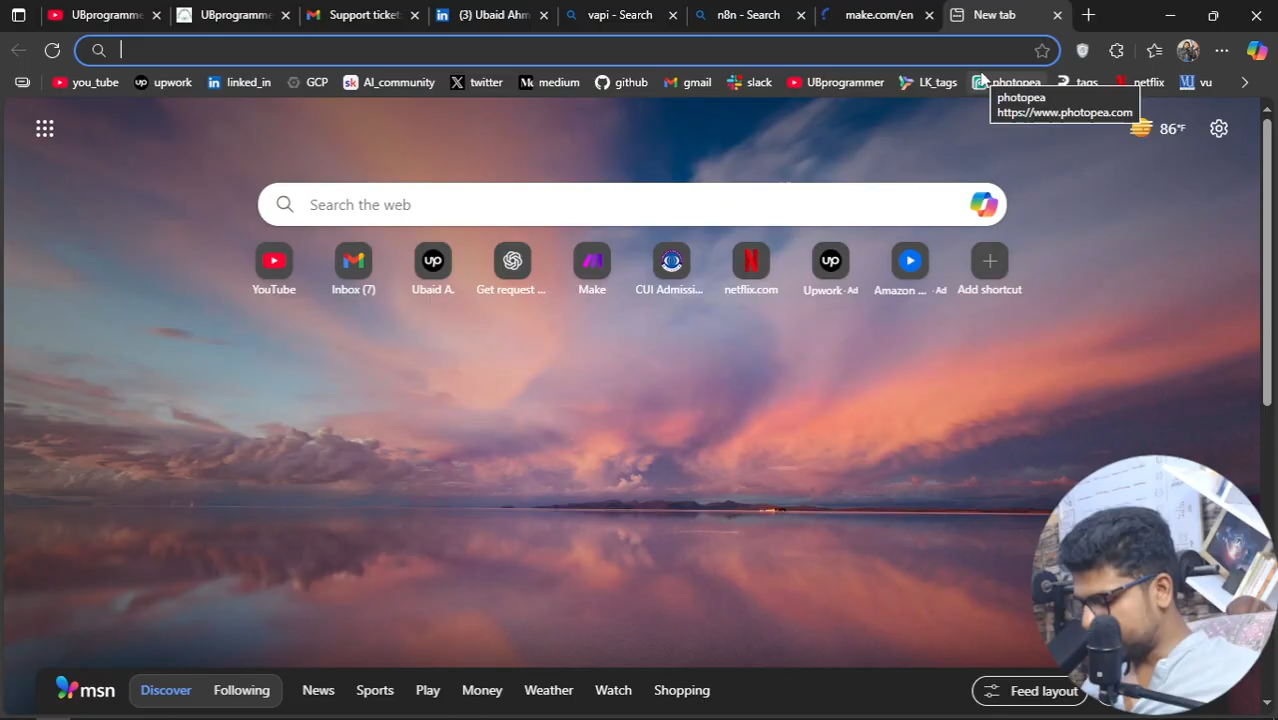 UBprogramme
UBprogramme
Support ticket
(3) Ubaid Ahm
vapi - Search
n8n - Search
make.com/en
New tab
you_tube
upwork
linked_in
GCP
AI_community
twitter
medium
github
gmail
slack
UBprogrammer
LK_tags
photopea
tags
netflix
vu
photopea
https://www.photopea.com
86°F
Search the web
YouTube
Inbox (7)
Ubaid A.
Get request ...
Make
CUI Admissi...
netflix.com
Upwork · Ad
Amazon ... · Ad
Add shortcut
msn
Discover
Following
News
Sports
Play
Money
Weather
Watch
Shopping
Feed layout